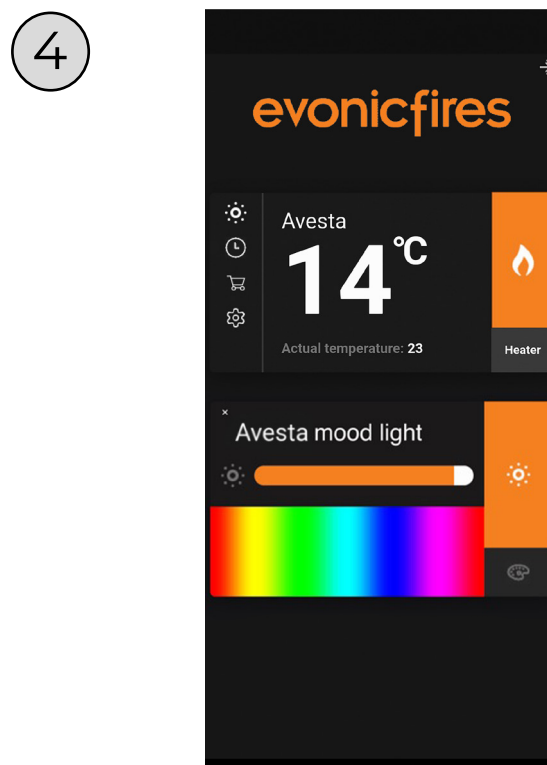 4
evonicfires
Avesta
14°C
Actual temperature: 23
Heater
Avesta mood light